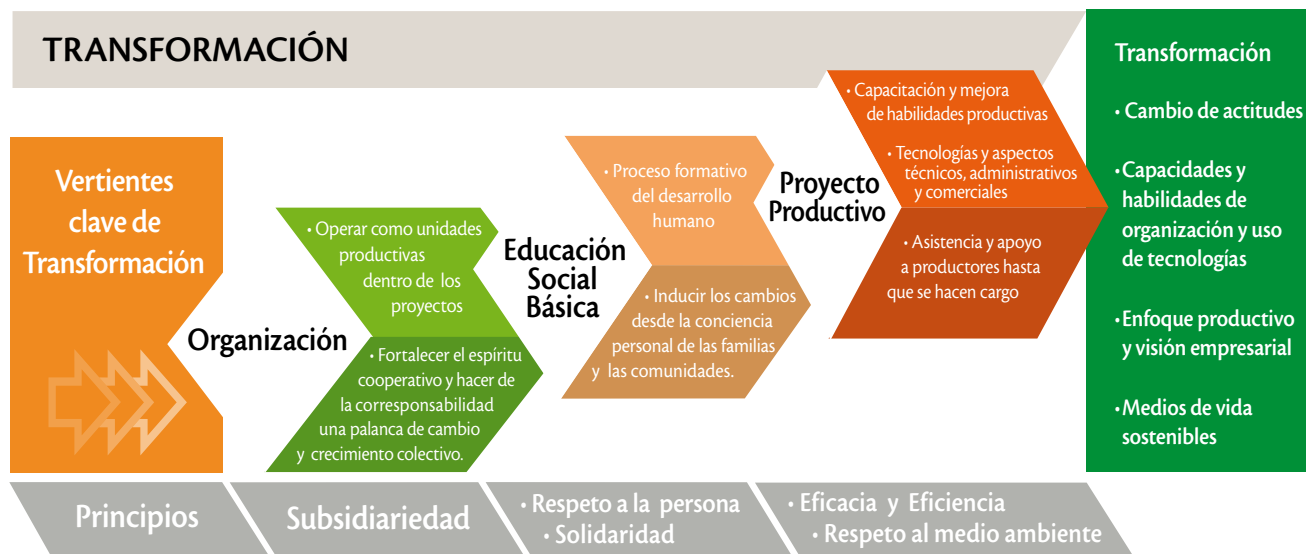 TRANSFORMACIÓN
Vertientes
clave de
Transformación
Organización
• Operar como unidades
productivas
dentro de los
proyectos
• Fortalecer el espíritu
cooperativo y hacer de
la corresponsabilidad
una palanca de cambio
y crecimiento colectivo.
Educación
Social
Básica
• Proceso formativo
del desarrollo
humano
• Inducir los cambios
desde la conciencia
personal de las familias
y las comunidades.
Proyecto
Productivo
• Capacitación y mejora
de habilidades productivas
• Tecnologías y aspectos
técnicos, administrativos
y comerciales
• Asistencia y apoyo
a productores hasta
que se hacen cargo
Transformación
• Cambio de actitudes
• Capacidades y
habilidades de
organización y uso
de tecnologías
• Enfoque productivo
y visión empresarial
• Medios de vida
sostenibles
Principios
Subsidiariedad
• Respeto a la persona
• Solidaridad
• Eficacia y Eficiencia
• Respeto al medio ambiente